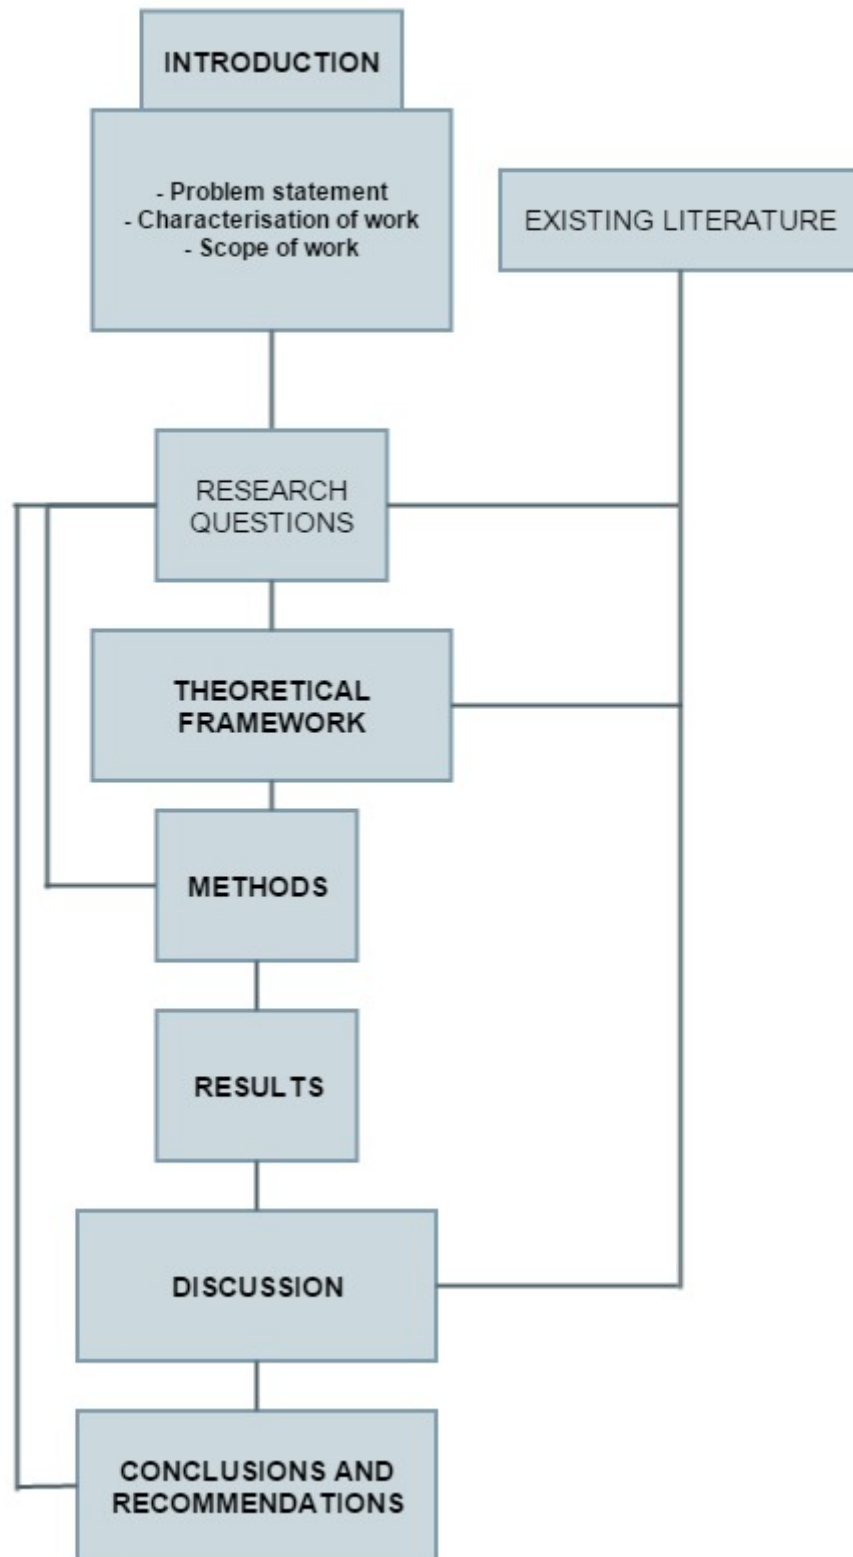 INTRODUCTION
- Problem statement
- Characterisation of work
- Scope of work
EXISTING LITERATURE
RESEARCH
QUESTIONS
THEORETICAL
FRAMEWORK
METHODS
RESULTS
DISCUSSION
CONCLUSIONS AND
RECOMMENDATIONS